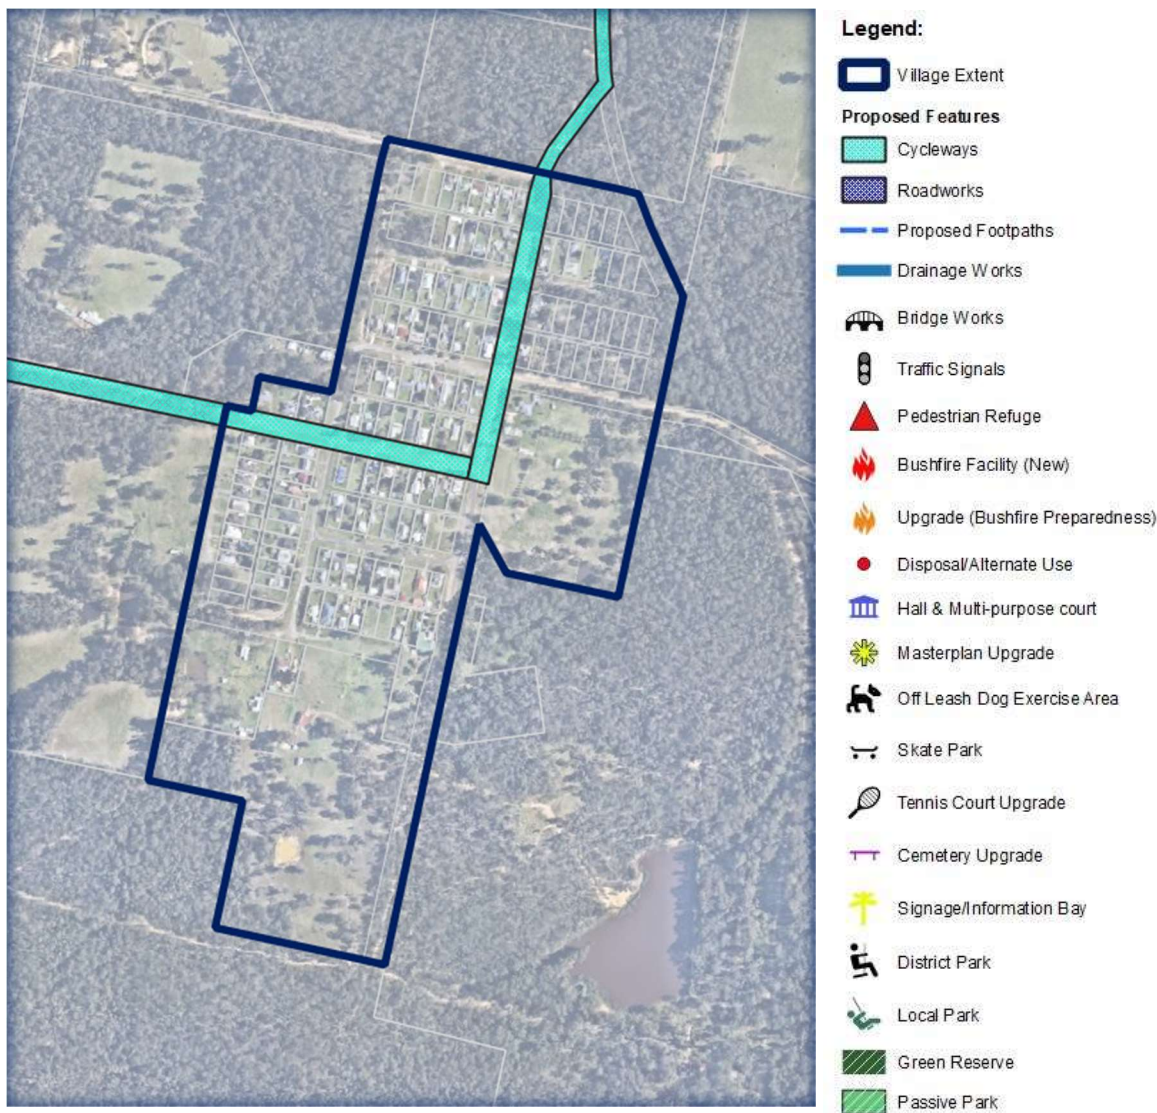 Legend:
Village Extent
Proposed Features
Cycleways
Roadworks
Proposed Footpaths
Drainage Works
Bridge Works
Traffic Signals
Pedestrian Refuge
Bushfire Facility (New)
Upgrade (Bushfire Preparedness)
Disposal/Alternate Use
Hall & Multi-purpose court
Masterplan Upgrade
Off Leash Dog Exercise Area
Skate Park
Tennis Court Upgrade
Cemetery Upgrade
Signage/Information Bay
District Park
Local Park
Green Reserve
Passive Park